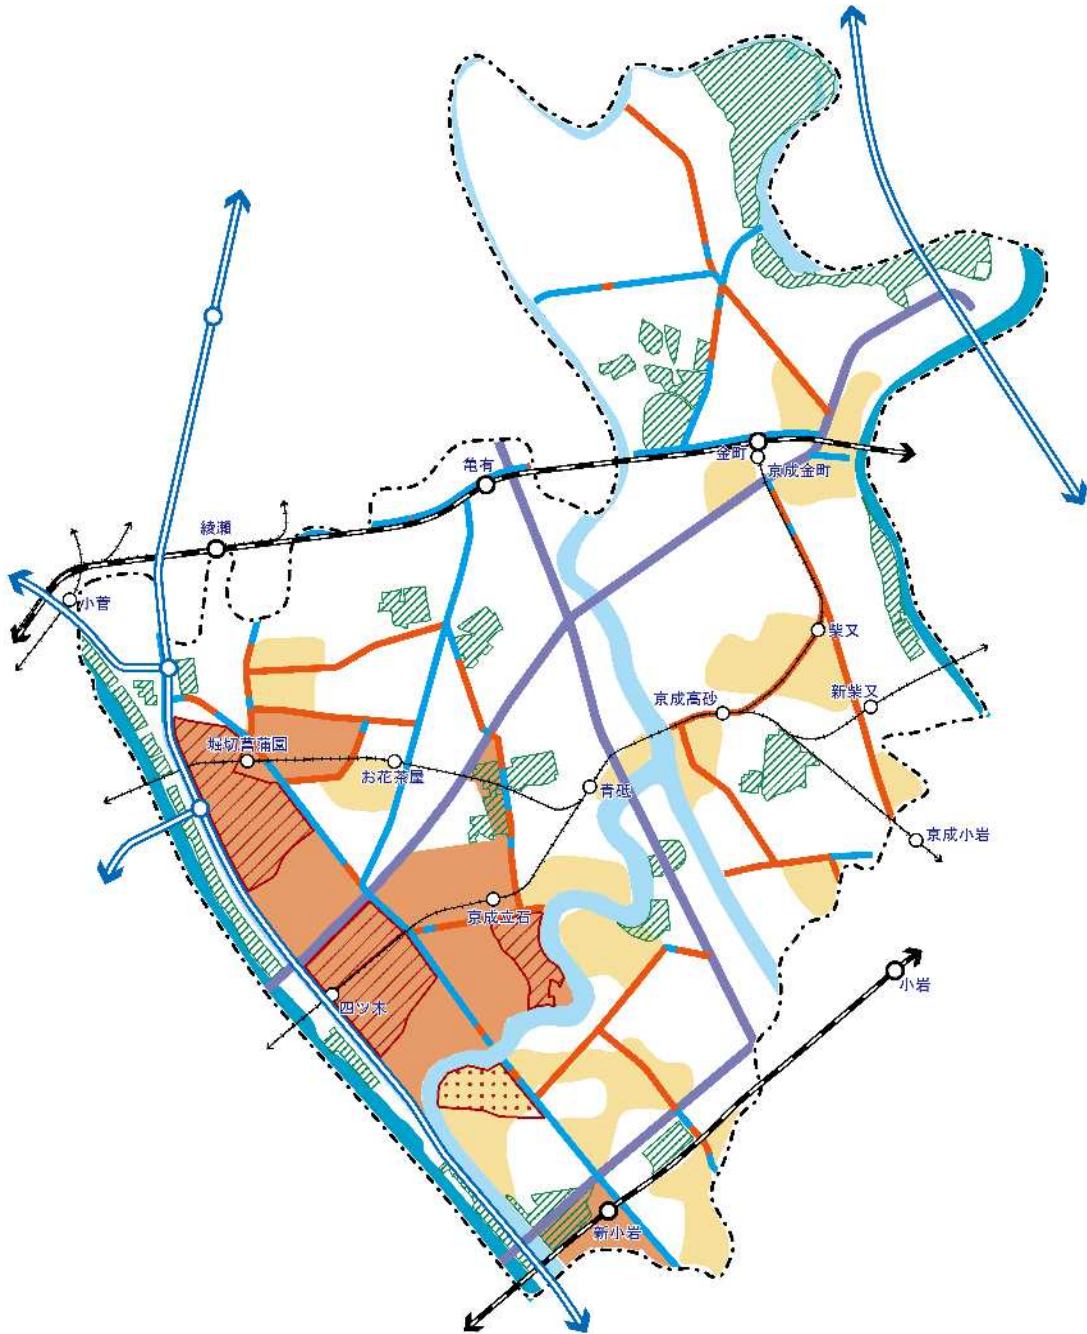 金町
京成金町
亀有
綾瀬
小菅
柴又
京成高砂
新柴又
堀切菖蒲園
お花茶屋
青砥
京成小岩
京成立石
小岩
四ツ木
新小岩